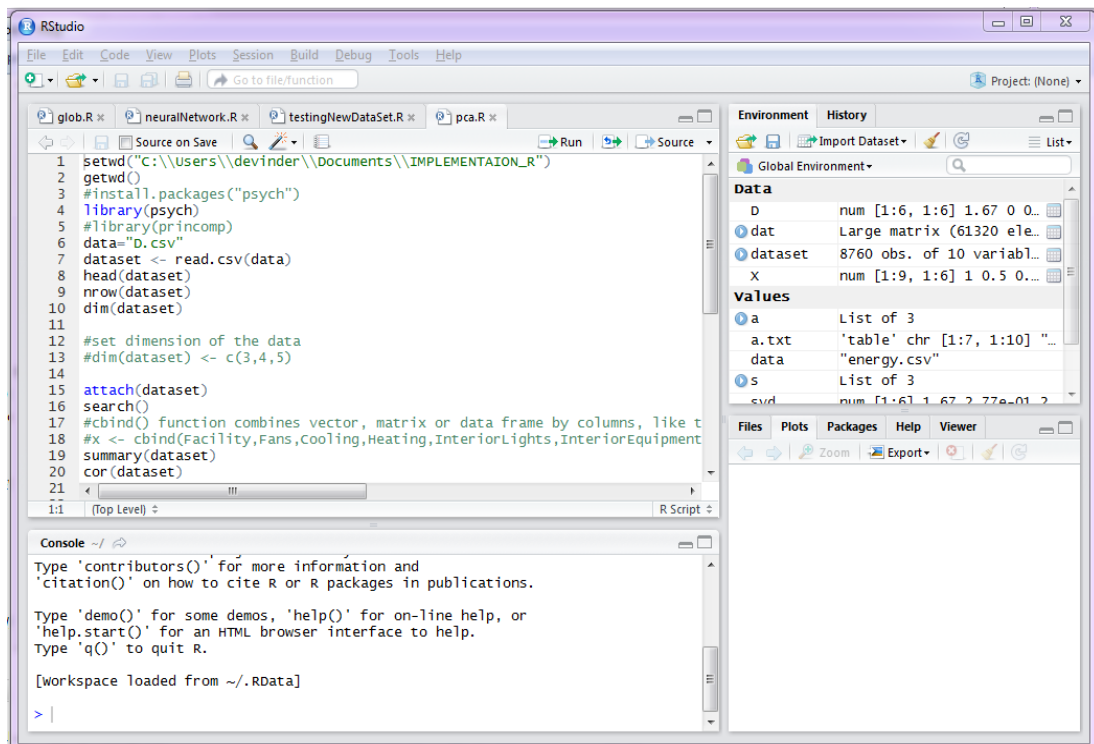 RStudio
File Edit Code View Plots Session Build Debug Tools Help
Go to file/function
Project: (None)
glob.R
neuralNetwork.R
testingNewDataSet.R
pca.R
Source on Save
Run
Source
1 setwd("C:\\Users\\devinder\\Documents\\IMPLEMENTAION_R")
2 getwd()
3 #install.packages("psych")
4 library(psych)
5 #library(princomp)
6 data="D.csv"
7 dataset <- read.csv(data)
8 head(dataset)
9 nrow(dataset)
10 dim(dataset)
11
12 #set dimension of the data
13 #dim(dataset) <- c(3,4,5)
14
15 attach(dataset)
16 search()
17 #cbind() function combines vector, matrix or data frame by columns, like t
18 #x <- cbind(Facility,Fans,Cooling,Heating,InteriorLights,InteriorEquipment
19 summary(dataset)
20 cor(dataset)
21
1:1 (Top Level) R Script
Console ~/
Type 'contributors()' for more information and
'citation()' on how to cite R or R packages in publications.
Type 'demo()' for some demos, 'help()' for on-line help, or
'help.start()' for an HTML browser interface to help.
Type 'q()' to quit R.
[Workspace loaded from ~/.RData]
>
Environment History
Import Dataset
List
Global Environment
Data
D num [1:6, 1:6] 1.67 0 0…
dat Large matrix (61320 ele…
dataset 8760 obs. of 10 variabl…
X num [1:9, 1:6] 1 0.5 0.…
Values
a List of 3
a.txt 'table' chr [1:7, 1:10] "…
data "energy.csv"
s List of 3
svd num [1:6] 1.67 2.77e-01 2
Files Plots Packages Help Viewer
Zoom Export